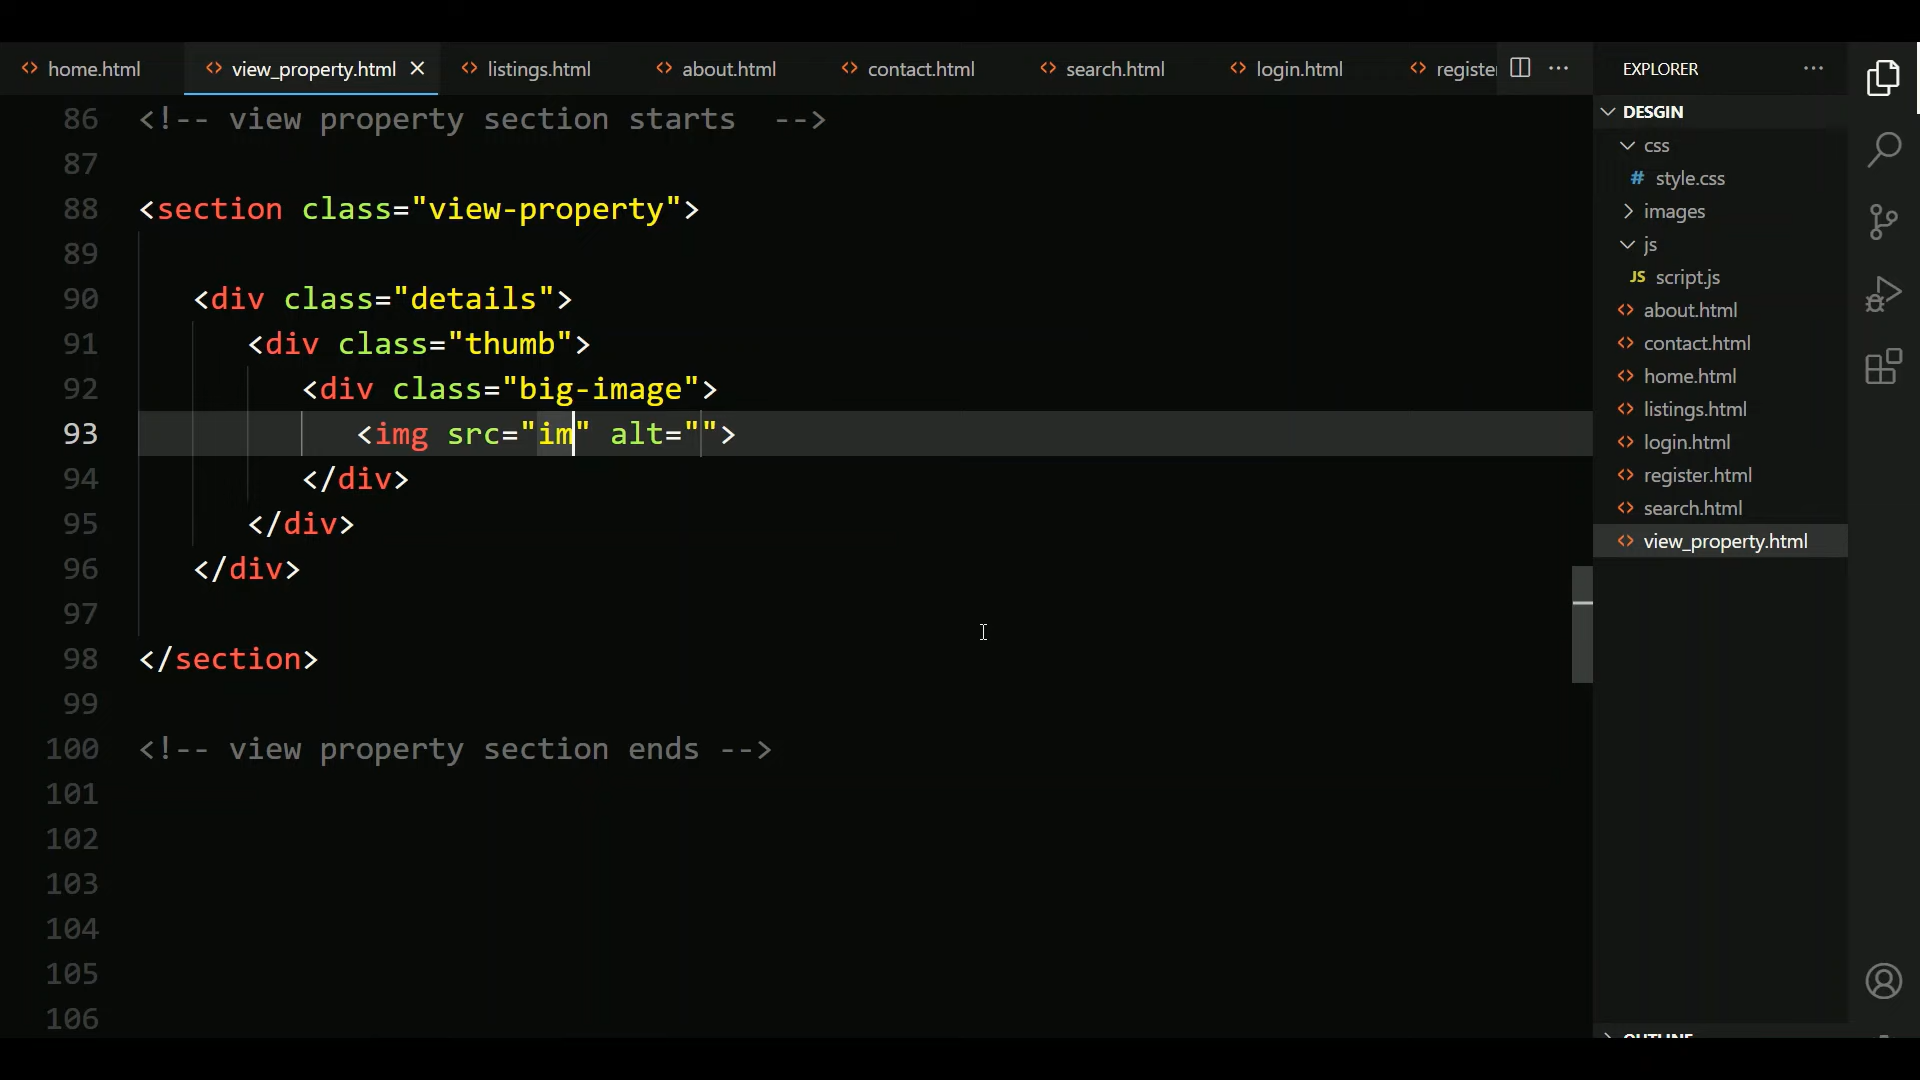 home.html view_property.html listings.html about.html contact.html search.html login.html registe
EXPLORER
DESGIN
css
# style.css
images
js
JS script.js
about.html
contact.html
home.html
listings.html
login.html
register.html
search.html
view_property.html
86 <!-- view property section starts  -->
87
88 <section class="view-property">
89
90 <div class="details">
91 <div class="thumb">
92 <div class="big-image">
93 <img src="im" alt="">
94 </div>
95 </div>
96 </div>
97
98 </section>
99
100 <!-- view property section ends -->
101
102
103
104
105
106